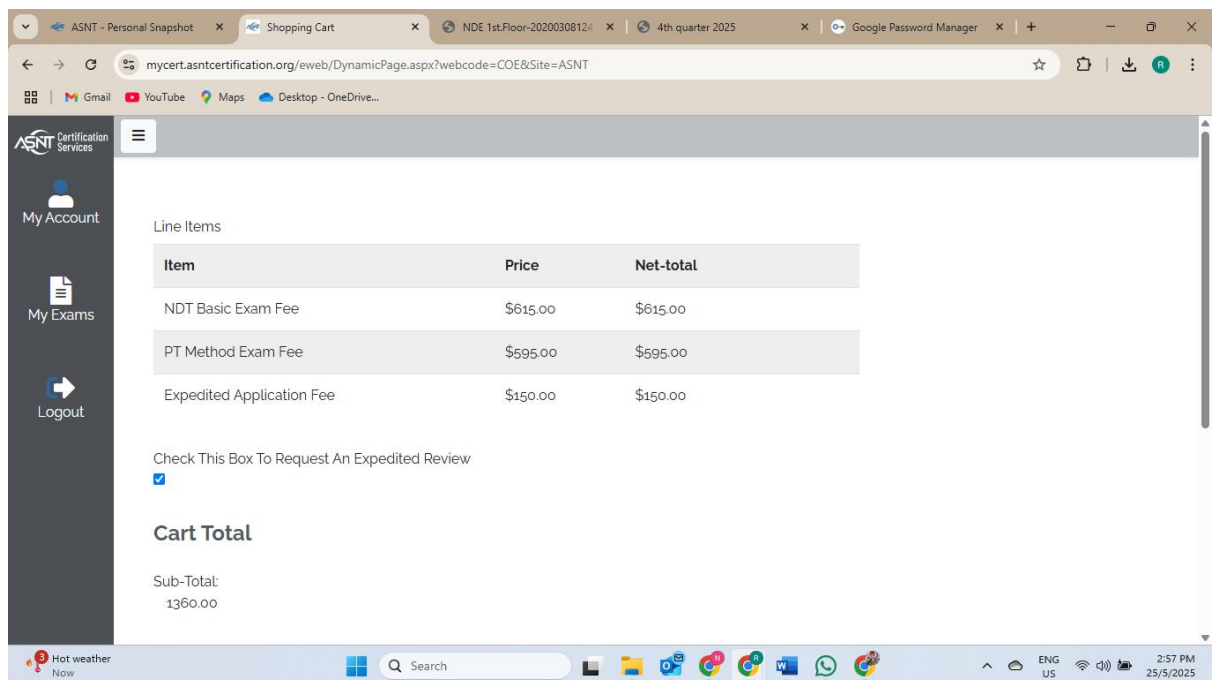 ASNT - Personal Snapshot
Shopping Cart
NDE 1st.Floor-20200308124
4th quarter 2025
Google Password Manager
mycert.asntcertification.org/eweb/DynamicPage.aspx?webcode=COE&Site=ASNT
R
Gmail
YouTube
Maps
Desktop - OneDrive...
ASNT Certification
Services
My Account
My Exams
Logout
Line Items
Item Price Net-total
NDT Basic Exam Fee $615.00 $615.00
PT Method Exam Fee $595.00 $595.00
Expedited Application Fee $150.00 $150.00
Check This Box To Request An Expedited Review
Cart Total
Sub-Total:
1360.00
3
Hot weather
Now
Search
N
R
W
ENG
US
2:57 PM
25/5/2025